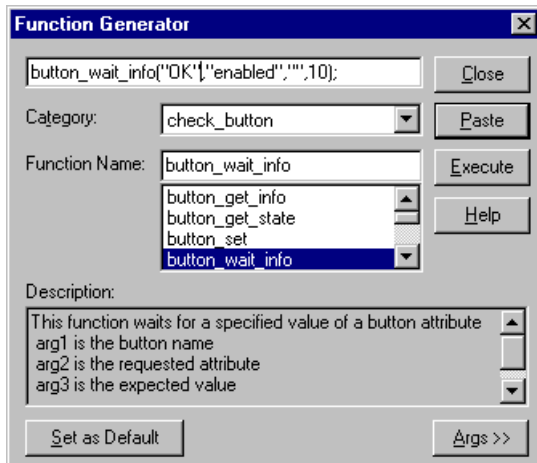 Function Generator
button_wait_info("OK","enabled","",10);
Close
Category:
check_button
Paste
Function Name:
button_wait_info
Execute
button_get_info
button_get_state
button_set
button_wait_info
Help
Description:
This function waits for a specified value of a button attribute
arg1 is the button name
arg2 is the requested attribute
arg3 is the expected value
Set as Default
Args >>